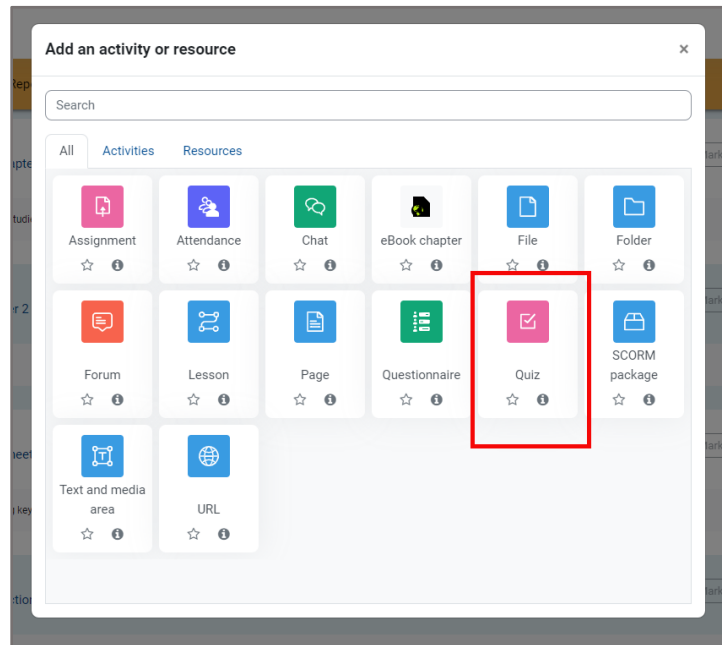 Add an activity or resource ×
Search
All Activities Resources
Assignment Attendance Chat eBook chapter File Folder
Forum Lesson Page Questionnaire Quiz SCORM
package
Text and media
area URL